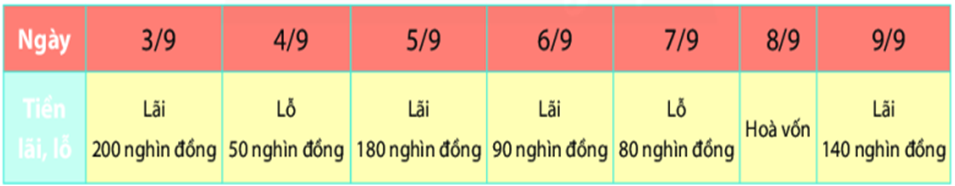 Ngày 3/9 4/9 5/9 6/9 7/9 8/9 9/9
Tiền lãi, lỗ
Lãi 200 nghìn đồng
Lỗ 50 nghìn đồng
Lãi 180 nghìn đồng
Lãi 90 nghìn đồng
Lỗ 80 nghìn đồng
Hoà vốn
Lãi 140 nghìn đồng